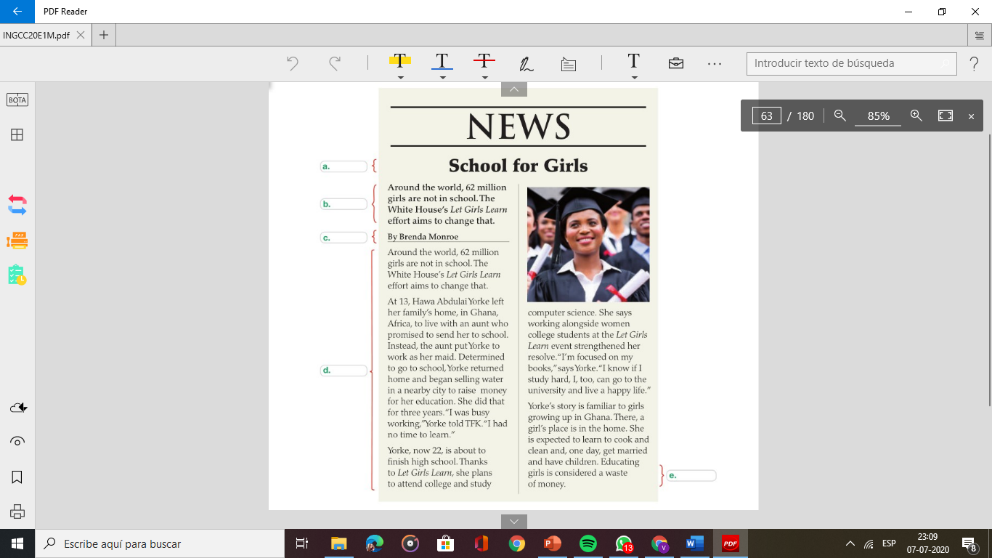 PDF Reader
INGCC20E1M.pdf
Introducir texto de búsqueda
63 / 180
85%
NEWS
School for Girls
a.
b.
c.
d.
e.
Around the world, 62 million
girls are not in school. The
White House's Let Girls Learn
effort aims to change that.
By Brenda Monroe
Around the world, 62 million
girls are not in school. The
White House's Let Girls Learn
effort aims to change that.
At 13, Hawa Abdulai Yorke left
her family's home, in Ghana,
Africa, to live with an aunt who
promised to send her to school.
Instead, the aunt put Yorke to
work as her maid. Determined
to go to school, Yorke returned
home and began selling water
in a nearby city to raise money
for her education. She did that
for three years. "I was busy
working," Yorke told TFK. "I had
no time to learn."
Yorke, now 22, is about to
finish high school. Thanks
to Let Girls Learn, she plans
to attend college and study
computer science. She says
working alongside women
college students at the Let Girls
Learn event strengthened her
resolve. "I'm focused on my
books," says Yorke. "I know if I
study hard, I, too, can go to the
university and live a happy life."
Yorke's story is familiar to girls
growing up in Ghana. There, a
girl's place is in the home. She
is expected to learn to cook and
clean and, one day, get married
and have children. Educating
girls is considered a waste
of money.
Escribe aquí para buscar
13
ESP
23:09
07-07-2020
8